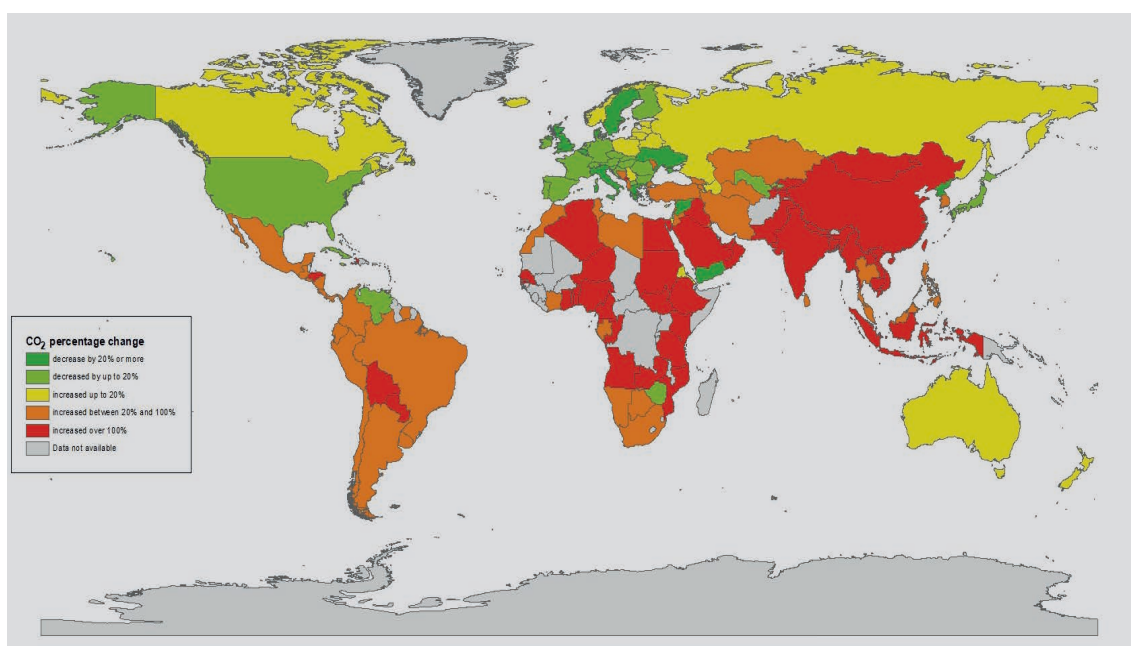 CO2 percentage change
decrease by 20% or more
decreased by up to 20%
increased up to 20%
increased between 20% and 100%
increased over 100%
Data not available